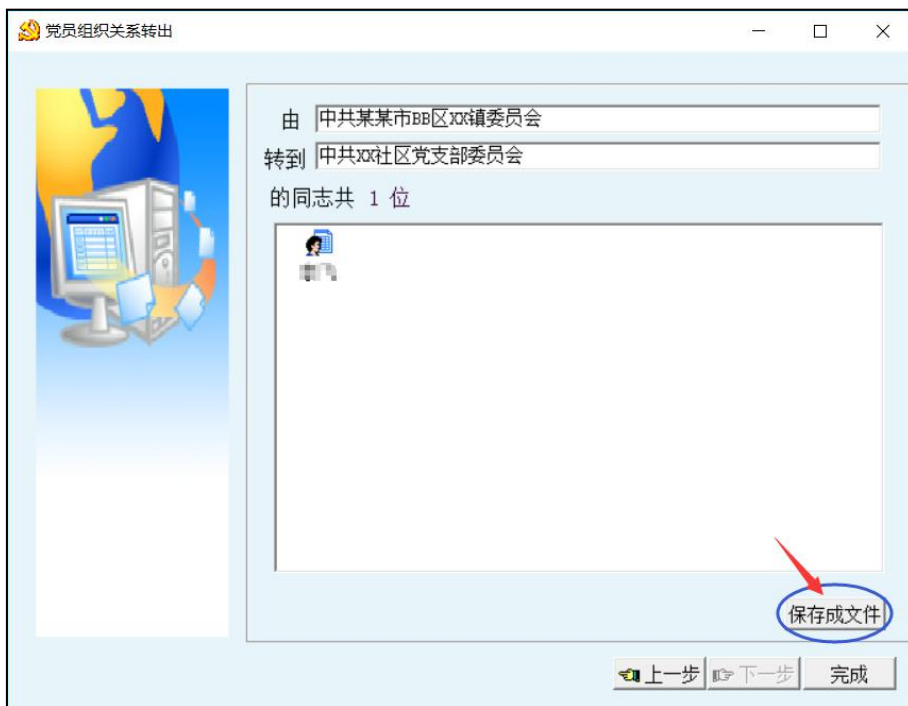 党员组织关系转出
由 中共某某市BB区XX镇委员会
转到 中共XX社区党支部委员会
的同志共 1 位
保存成文件
上一步 下一步 完成